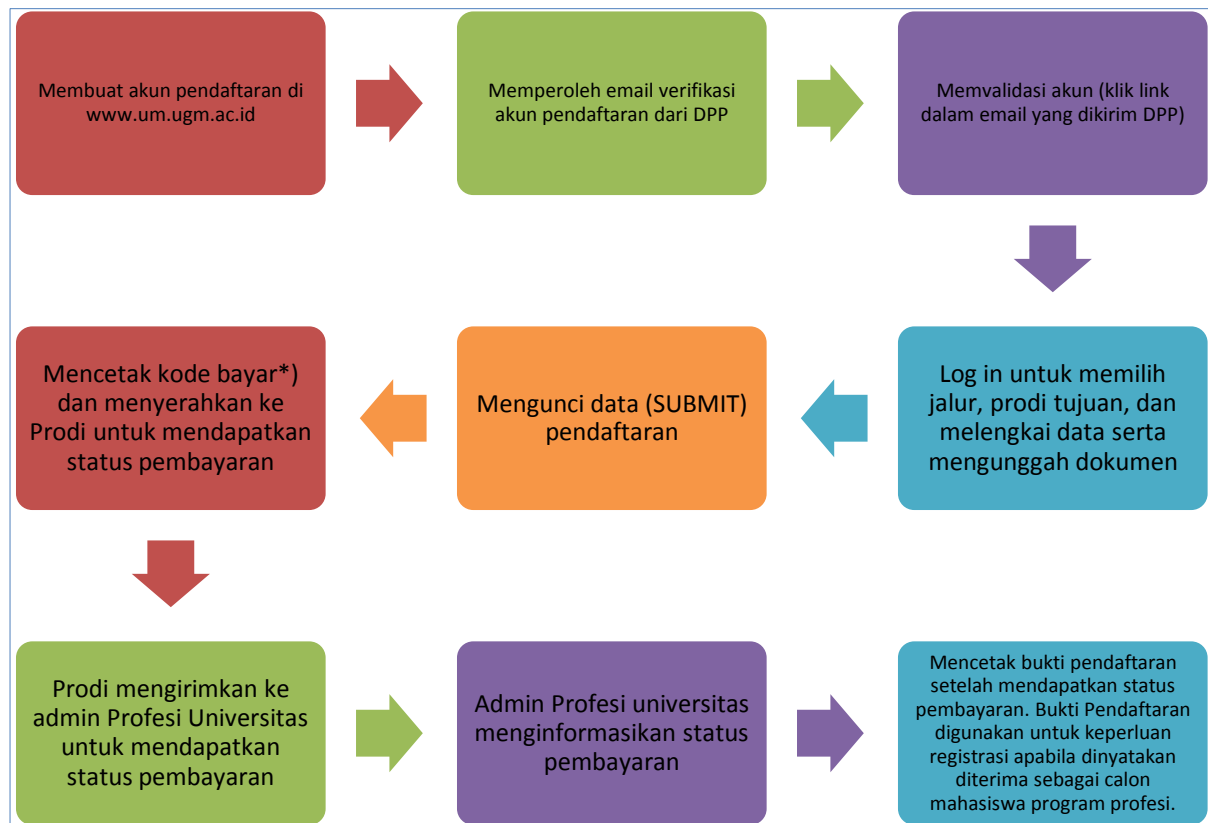 Membuat akun pendaftaran di
www.um.ugm.ac.id
Memperoleh email verifikasi
akun pendaftaran dari DPP
Memvalidasi akun (klik link
dalam email yang dikirim DPP)
Log in untuk memilih
jalur, prodi tujuan, dan
melengkai data serta
mengunggah dokumen
Mengunci data (SUBMIT)
pendaftaran
Mencetak kode bayar*)
dan menyerahkan ke
Prodi untuk mendapatkan
status pembayaran
Prodi mengirimkan ke
admin Profesi Universitas
untuk mendapatkan
status pembayaran
Admin Profesi universitas
menginformasikan status
pembayaran
Mencetak bukti pendaftaran
setelah mendapatkan status
pembayaran. Bukti Pendaftaran
digunakan untuk keperluan
registrasi apabila dinyatakan
diterima sebagai calon
mahasiswa program profesi.